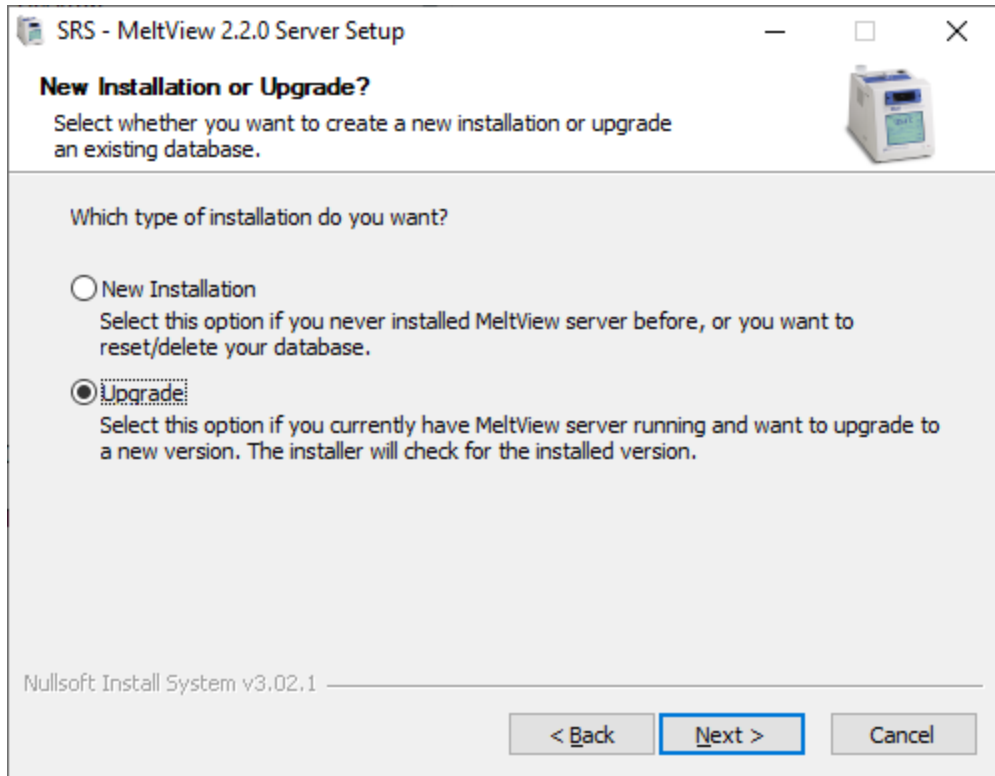 SRS - MeltView 2.2.0 Server Setup
New Installation or Upgrade?
Select whether you want to create a new installation or upgrade
an existing database.
Which type of installation do you want?
New Installation
Select this option if you never installed MeltView server before, or you want to
reset/delete your database.
Upgrade
Select this option if you currently have MeltView server running and want to upgrade to
a new version. The installer will check for the installed version.
Nullsoft Install System v3.02.1
< Back
Next >
Cancel